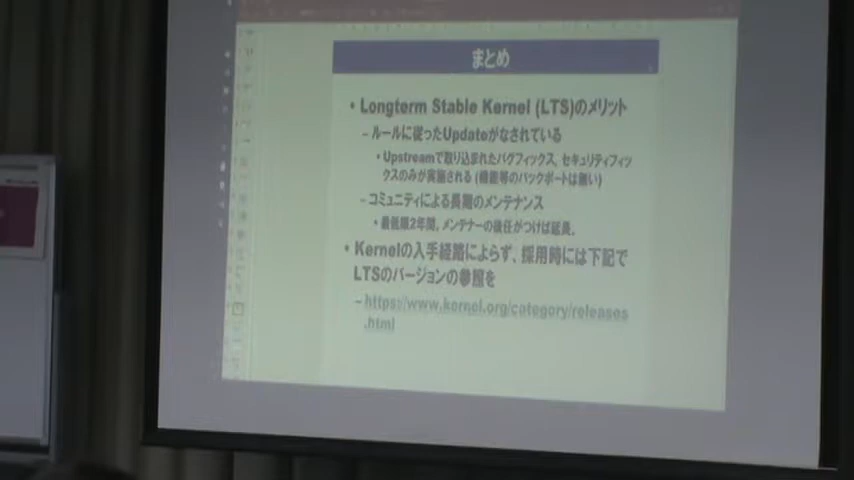 まとめ
• Longterm Stable Kernel (LTS)のメリット
– ルールに従ったUpdateがなされている
• Upstreamで取り込まれたバグフィックス、セキュリティフィッ
クスのみが実施される (機能等のバックポートは無い)
– コミュニティによる長期のメンテナンス
• 最低限2年間。メンテナーの後任がつけば延長。
• Kernelの入手経路によらず、採用時には下記で
LTSのバージョンの参照を
– https://www.kernel.org/category/releases
.html